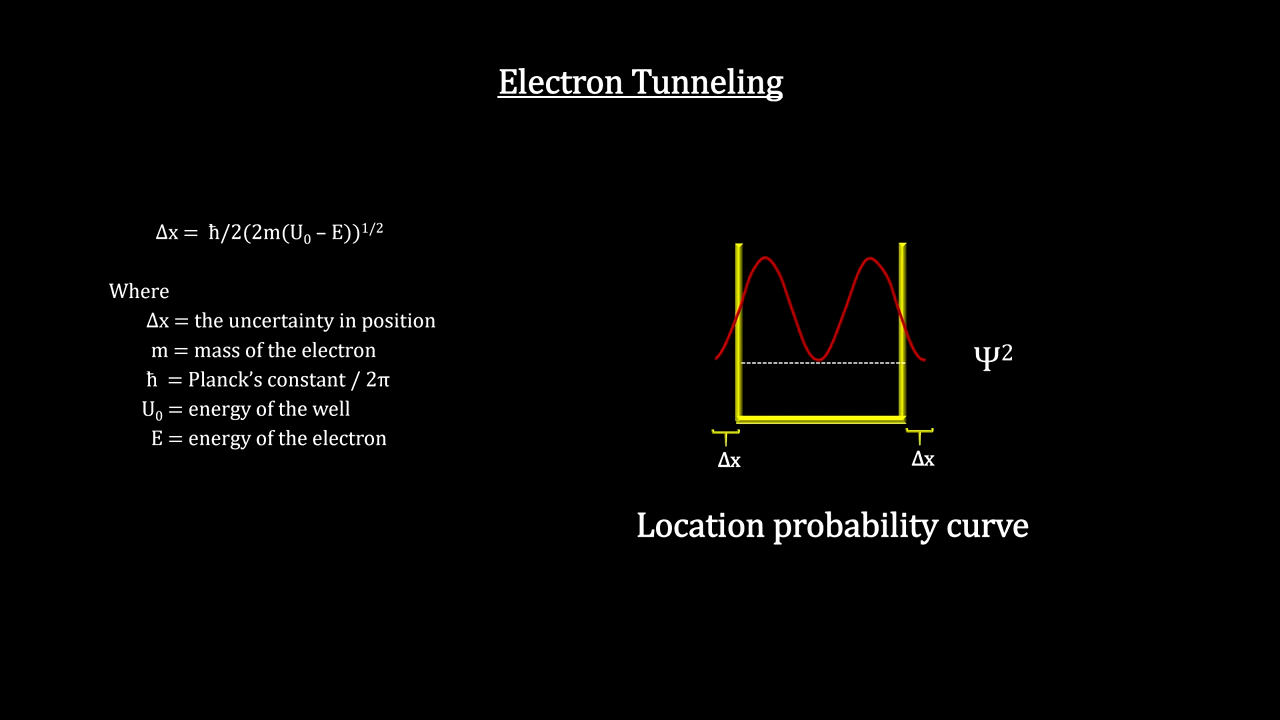 Electron Tunneling
Δx = ħ/2(2m(U₀ – E))¹/²
Where
Δx = the uncertainty in position
m = mass of the electron
ħ = Planck’s constant / 2π
U₀ = energy of the well
E = energy of the electron
Ψ²
Δx
Δx
Location probability curve